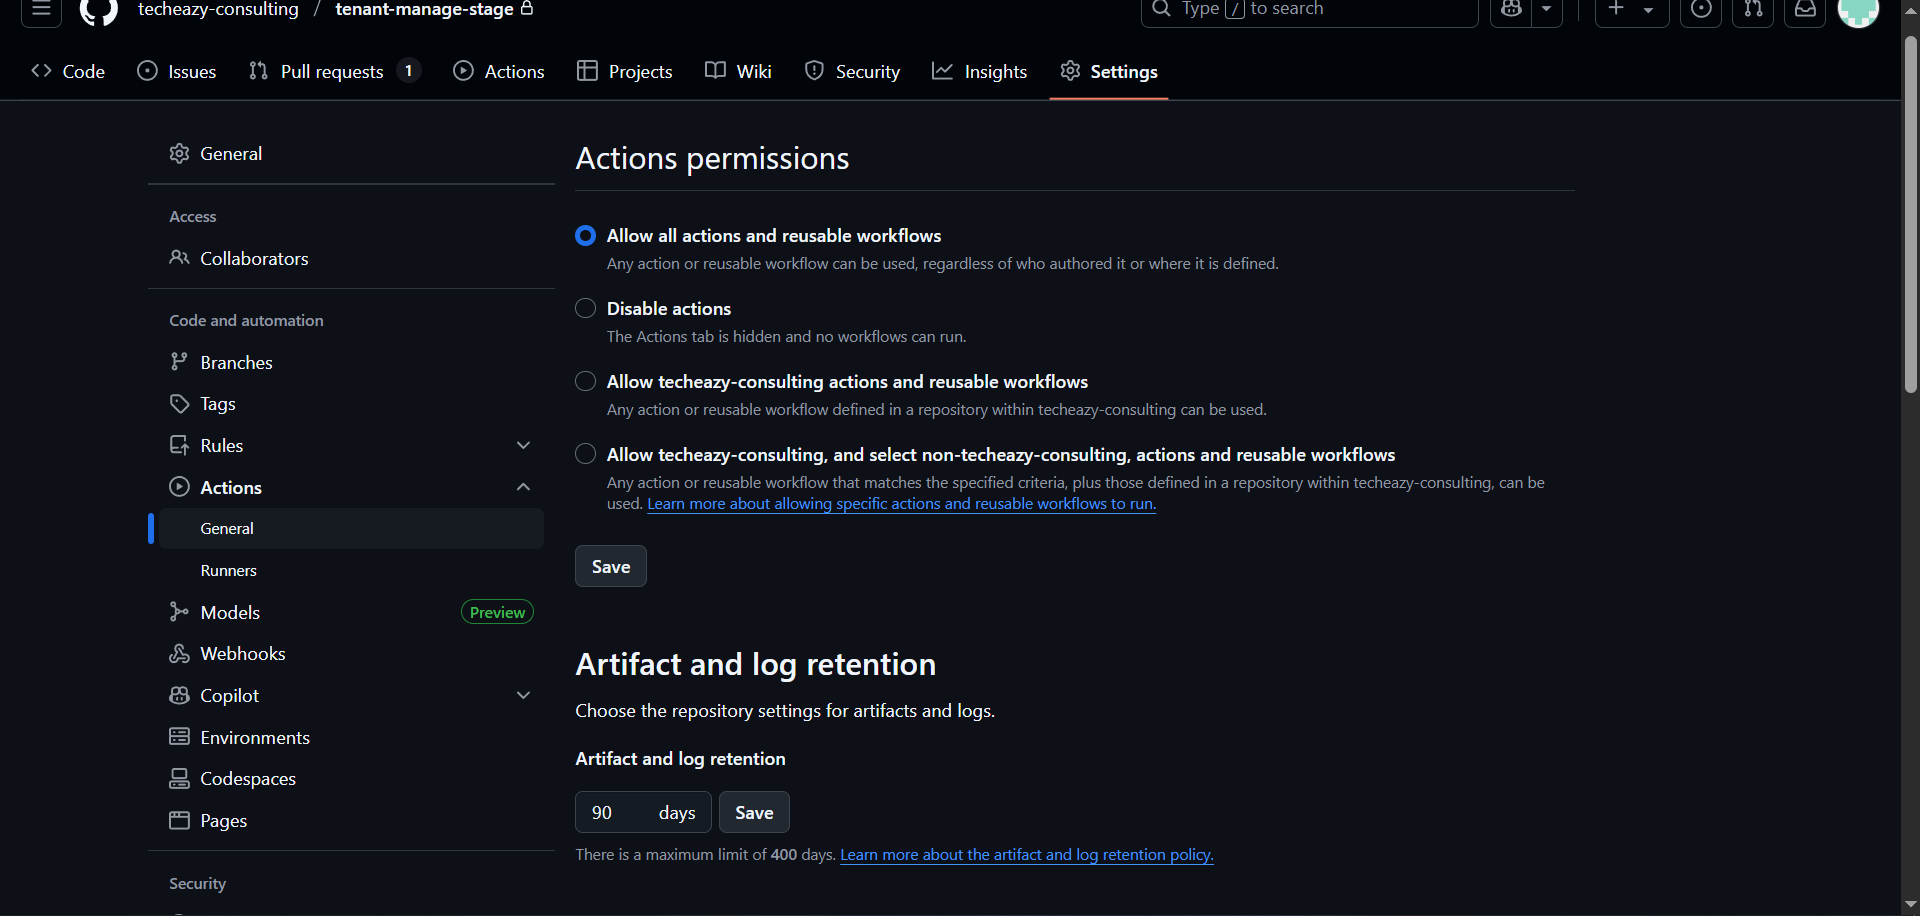 techeazy-consulting / tenant-manage-stage
Type / to search
Code Issues Pull requests 1 Actions Projects Wiki Security Insights Settings
General
Access
Collaborators
Code and automation
Branches
Tags
Rules
Actions
General
Runners
Models Preview
Webhooks
Copilot
Environments
Codespaces
Pages
Security
Actions permissions
Allow all actions and reusable workflows
Any action or reusable workflow can be used, regardless of who authored it or where it is defined.
Disable actions
The Actions tab is hidden and no workflows can run.
Allow techeazy-consulting actions and reusable workflows
Any action or reusable workflow defined in a repository within techeazy-consulting can be used.
Allow techeazy-consulting, and select non-techeazy-consulting, actions and reusable workflows
Any action or reusable workflow that matches the specified criteria, plus those defined in a repository within techeazy-consulting, can be
used. Learn more about allowing specific actions and reusable workflows to run.
Save
Artifact and log retention
Choose the repository settings for artifacts and logs.
Artifact and log retention
90 days Save
There is a maximum limit of 400 days. Learn more about the artifact and log retention policy.